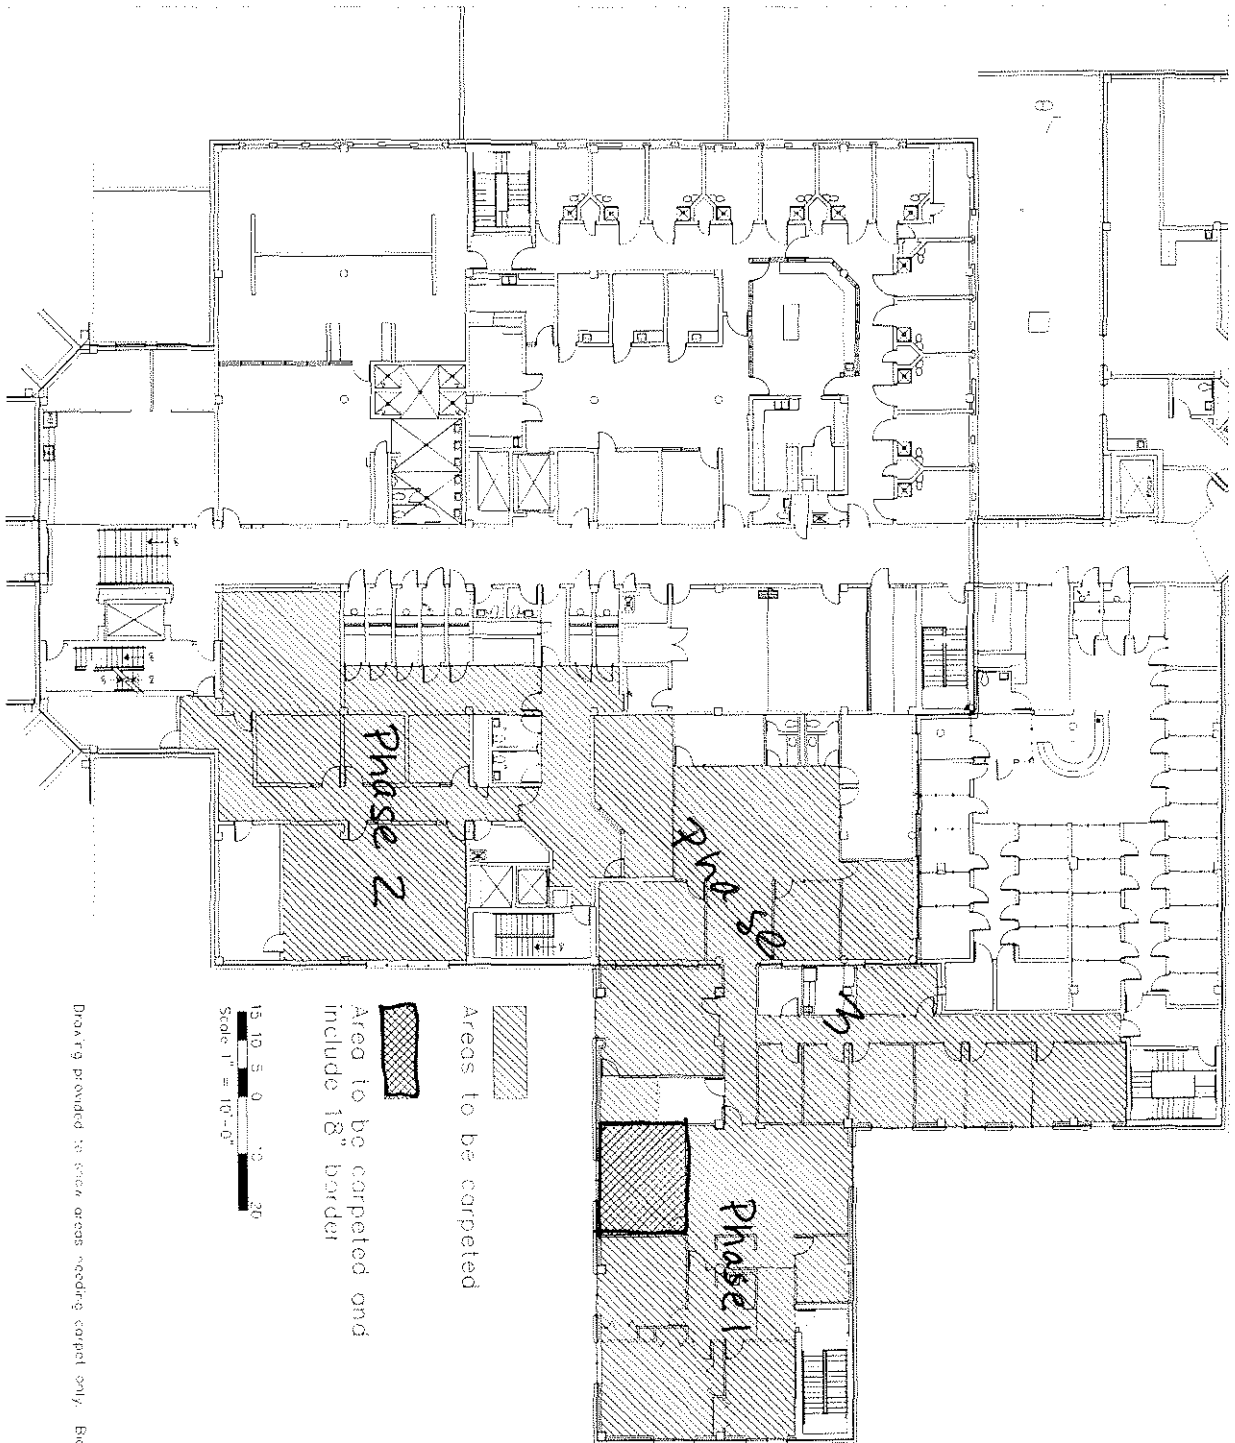 Phase 2
Phase
3
Phase 1
Areas to be carpeted
Area to be carpeted and
include 18" border
15 10 5 0 10 20
Scale 1" = 10'-0"
Drawing provided to show areas needing carpet only.